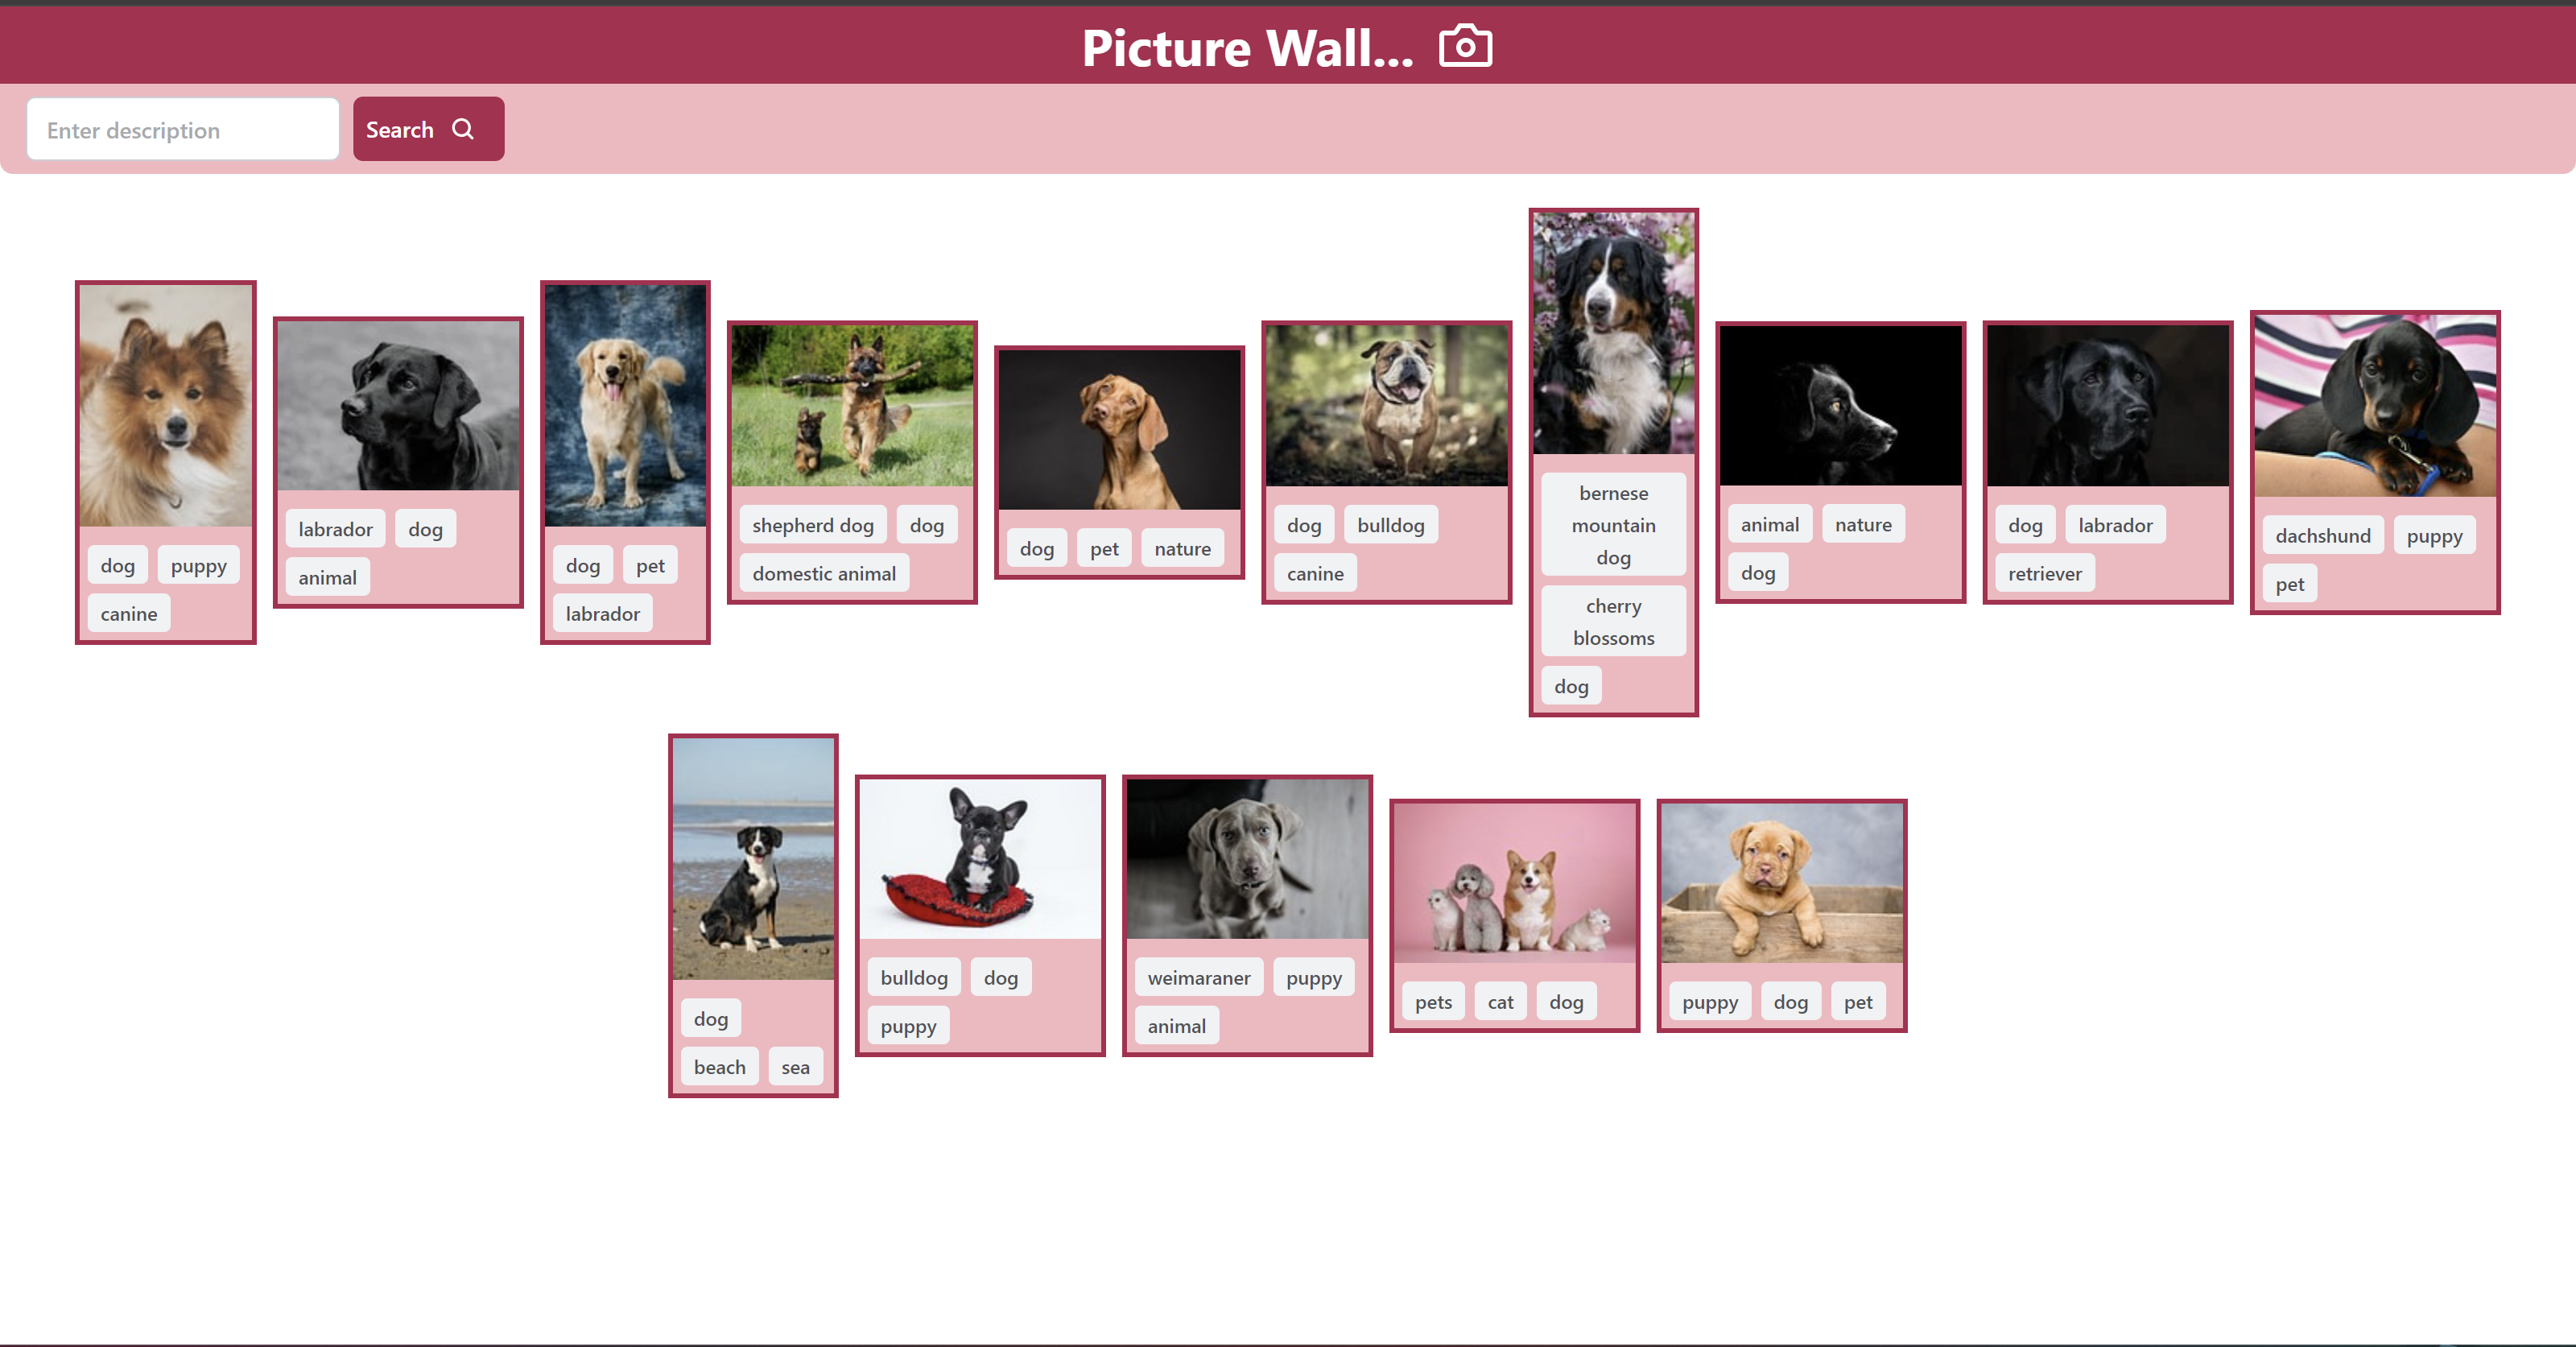 Picture Wall...
Enter description
Search
dog puppy
canine
labrador dog
animal
dog pet
labrador
shepherd dog dog
domestic animal
dog pet nature
dog bulldog
canine
bernese
mountain
dog
cherry
blossoms
dog
animal nature
dog
dog labrador
retriever
dachshund puppy
pet
dog
beach sea
bulldog dog
puppy
weimaraner puppy
animal
pets cat dog
puppy dog pet